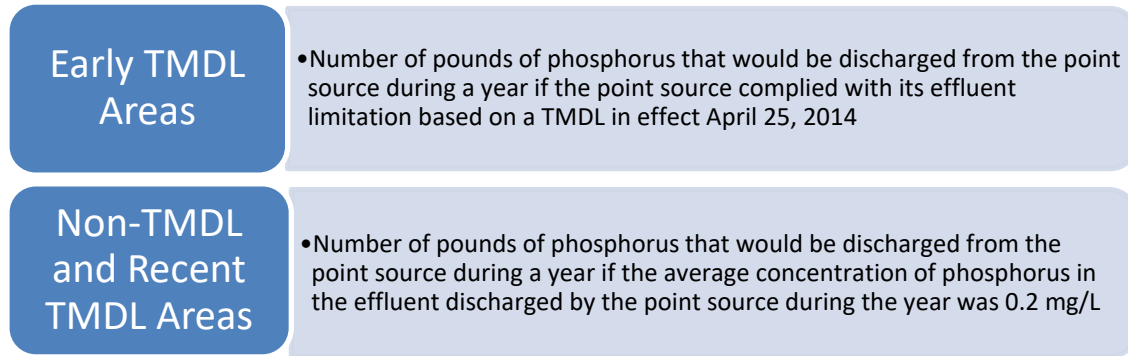 Early TMDL
Areas
•Number of pounds of phosphorus that would be discharged from the point
source during a year if the point source complied with its effluent
limitation based on a TMDL in effect April 25, 2014
Non-TMDL
and Recent
TMDL Areas
•Number of pounds of phosphorus that would be discharged from the
point source during a year if the average concentration of phosphorus in
the effluent discharged by the point source during the year was 0.2 mg/L